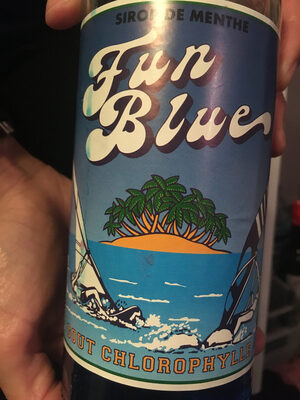 SIROP DE MENTHE
Fun
Blue
GOUT CHLOROPHYLLE